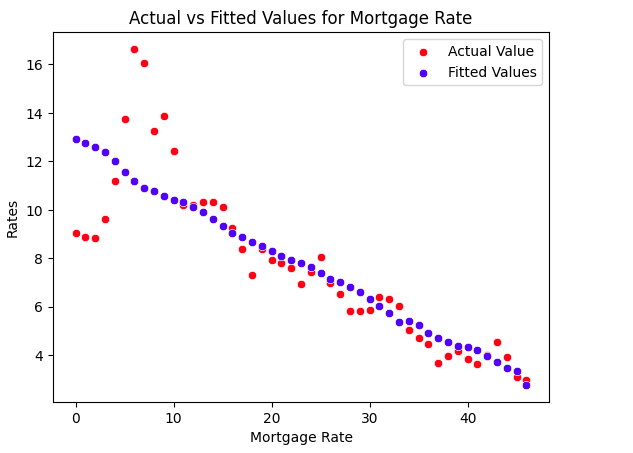 Actual vs Fitted Values for Mortgage Rate
Actual Value
Fitted Values
16
14
12
10
8
6
4
Rates
0 10 20 30 40
Mortgage Rate